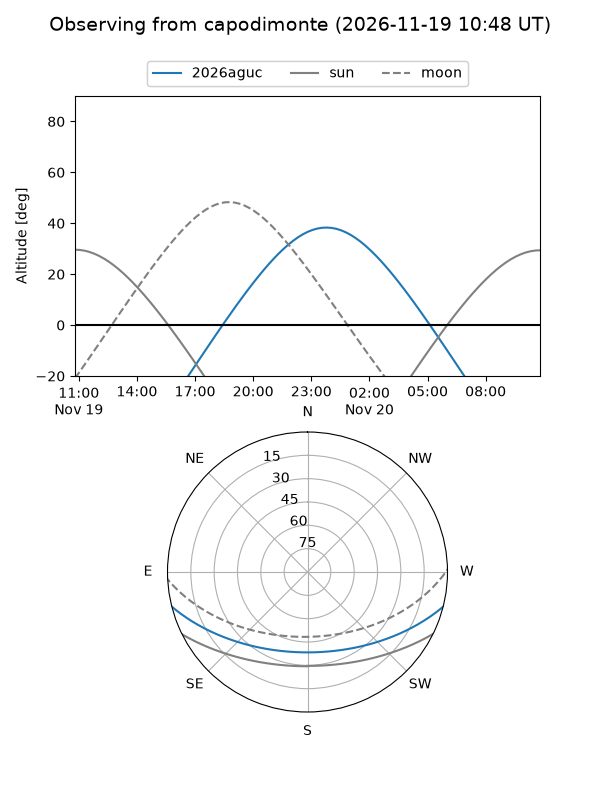 Observing from capodimonte (2026-11-19 10:48 UT)
2026aguc sun moon
Altitude [deg]
80
60
40
20
0
−20
11:00 14:00 17:00 20:00 23:00 02:00 05:00 08:00
Nov 19 Nov 20
N
NE NW
15
30
45
60
75
E W
SE SW
S